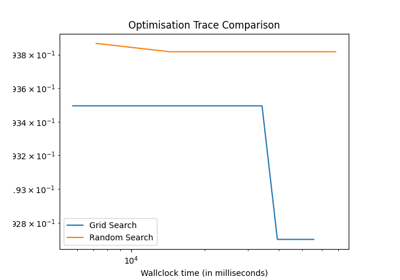 Optimisation Trace Comparison
938 × 10⁻¹
936 × 10⁻¹
934 × 10⁻¹
932 × 10⁻¹
.93 × 10⁻¹
928 × 10⁻¹
Grid Search
Random Search
10⁴
Wallclock time (in milliseconds)